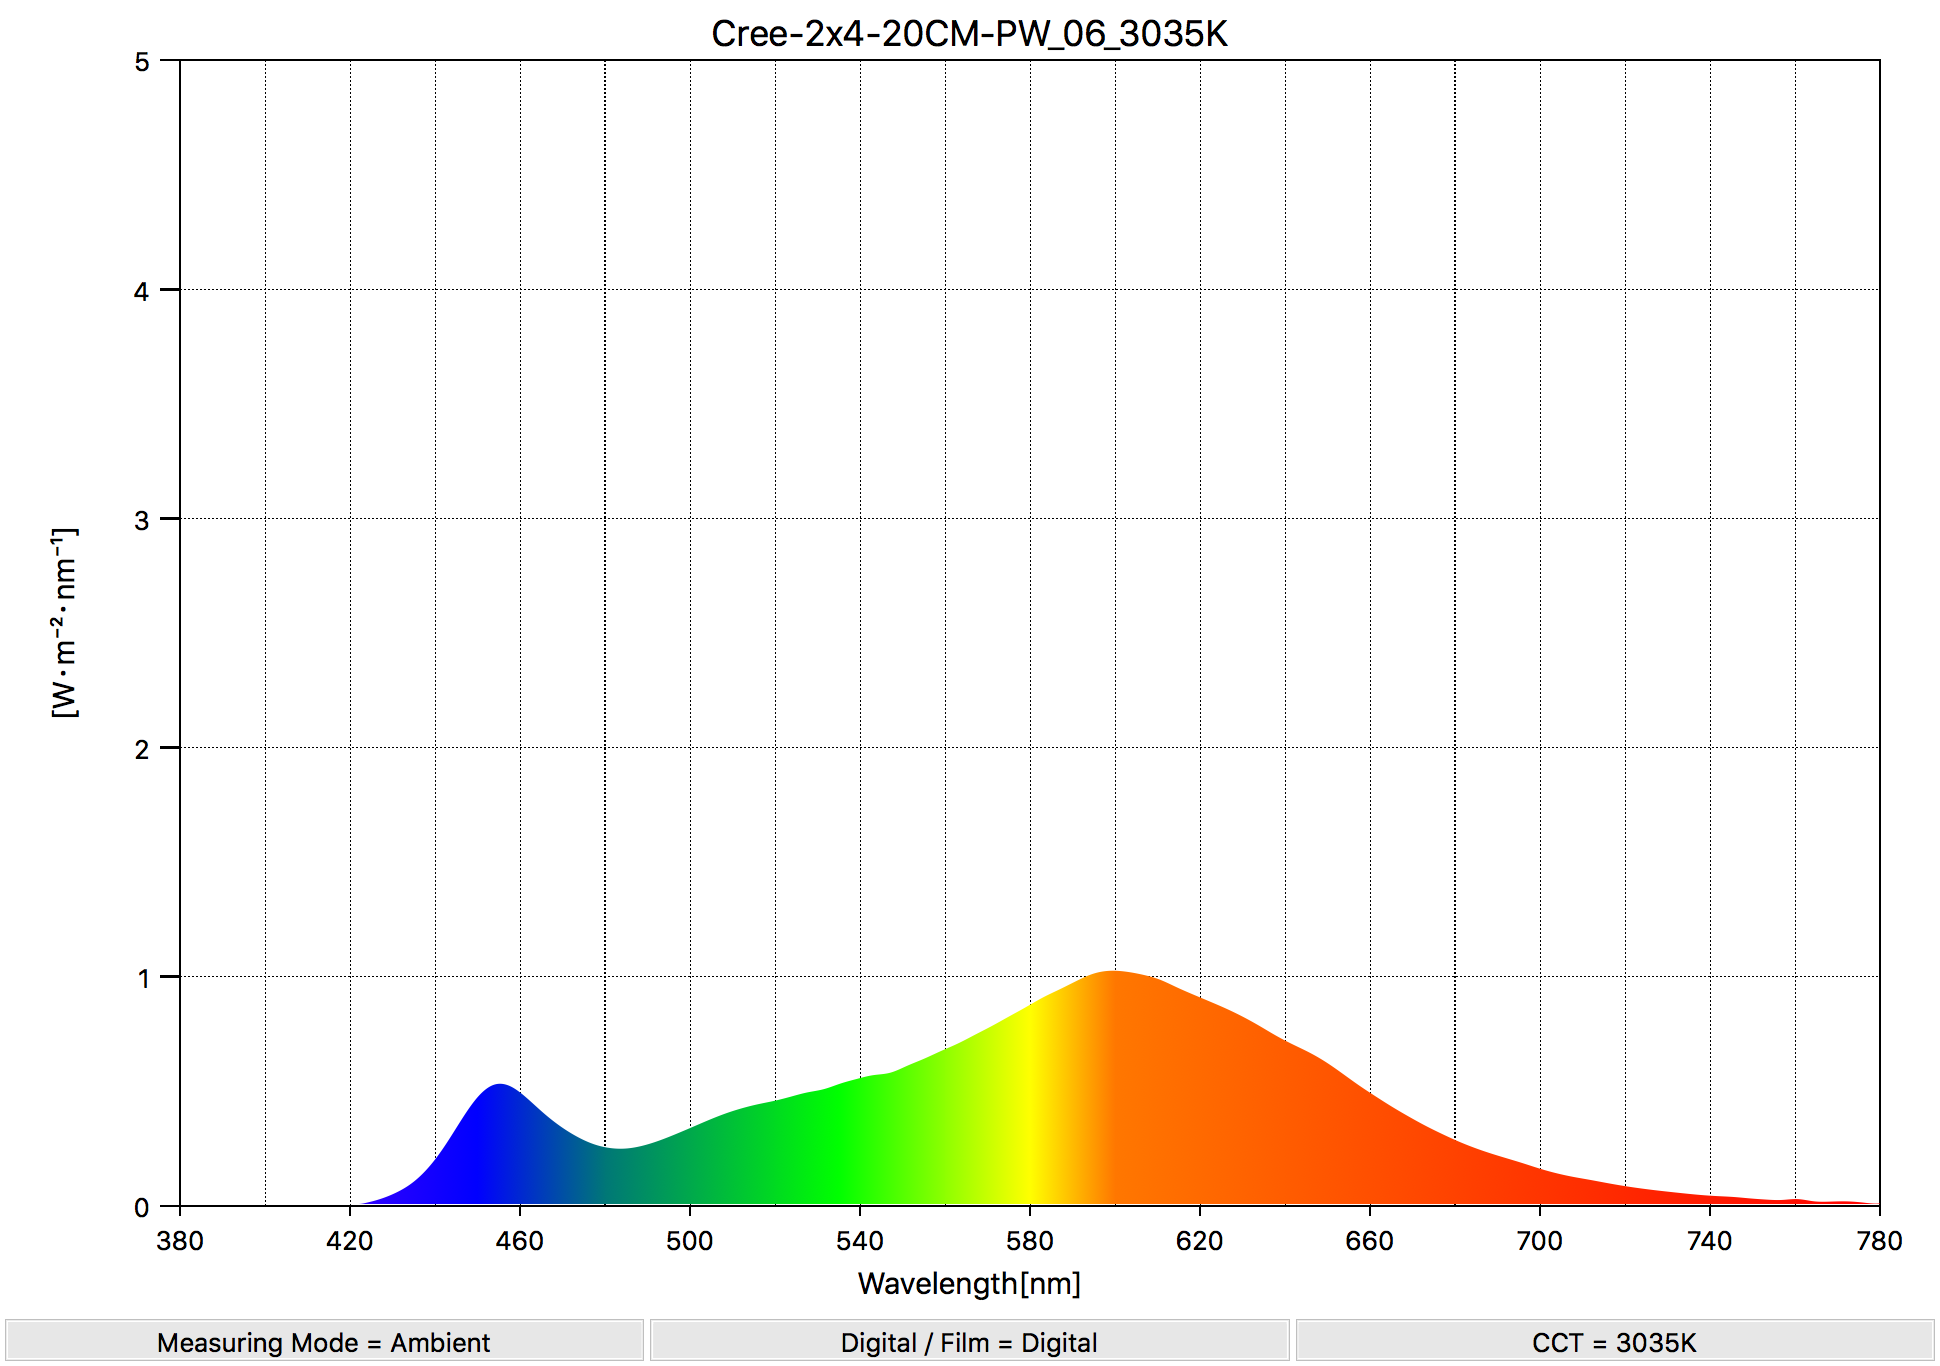 Cree-2x4-20CM-PW_06_3035K
5
4
3
2
1
0
[W·m⁻²·nm⁻¹]
380 420 460 500 540 580 620 660 700 740 780
Wavelength[nm]
Measuring Mode = Ambient
Digital / Film = Digital
CCT = 3035K